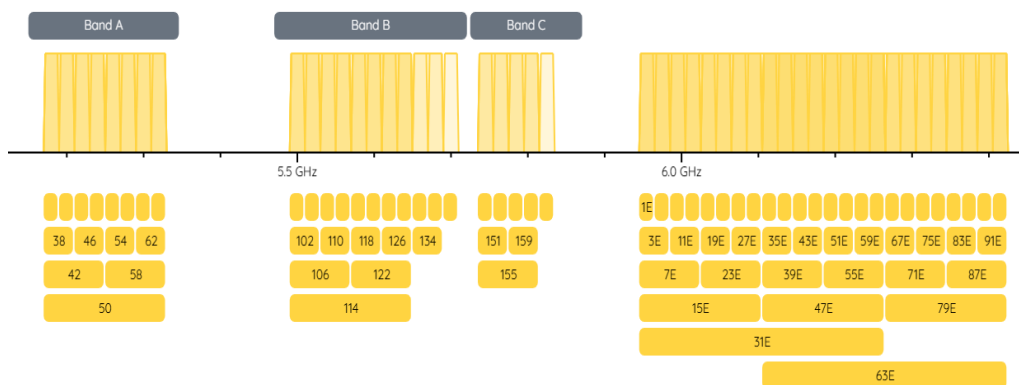 Band A Band B Band C
5.5 GHz 6.0 GHz
1E
38 46 54 62 102 110 118 126 134 151 159 3E 11E 19E 27E 35E 43E 51E 59E 67E 75E 83E 91E
42 58 106 122 155 7E 23E 39E 55E 71E 87E
50 114 15E 47E 79E
31E
63E